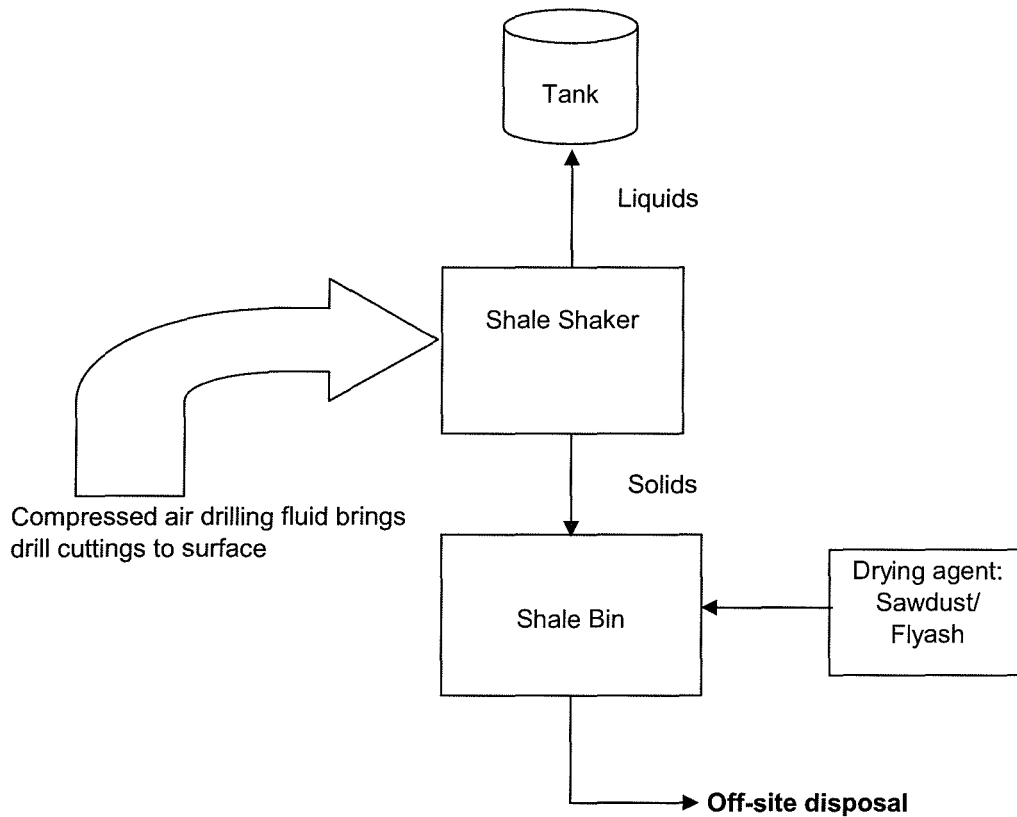 Tank
Liquids
Shale Shaker
Compressed air drilling fluid brings
drill cuttings to surface
Solids
Shale Bin
Drying agent:
Sawdust/
Flyash
Off-site disposal